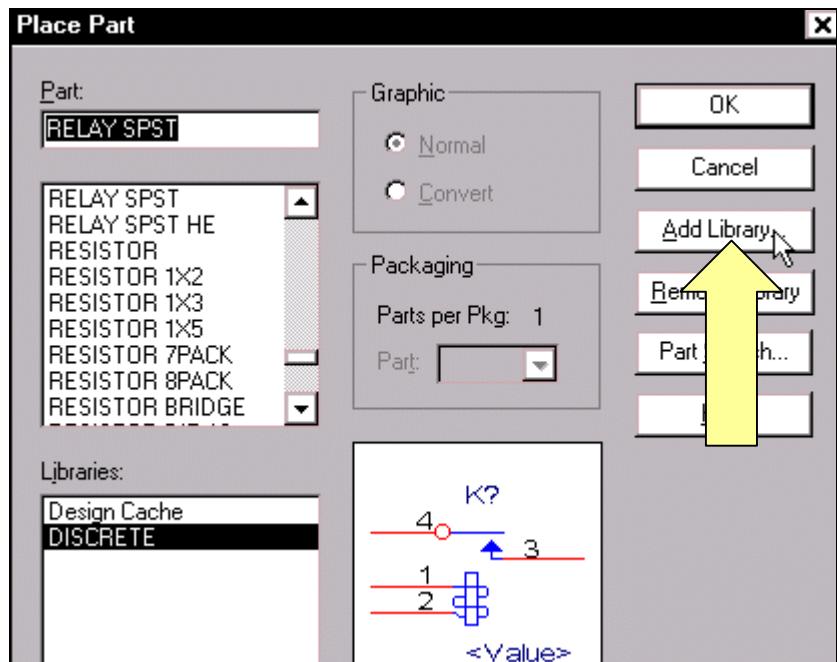 Place Part
Part:
RELAY SPST
RELAY SPST
RELAY SPST HE
RESISTOR
RESISTOR 1X2
RESISTOR 1X3
RESISTOR 1X5
RESISTOR 7PACK
RESISTOR 8PACK
RESISTOR BRIDGE
Libraries:
Design Cache
DISCRETE
Graphic
Normal
Convert
Packaging
Parts per Pkg: 1
Part:
K?
4
3
1
2
<Value>
OK
Cancel
Add Library...
Part